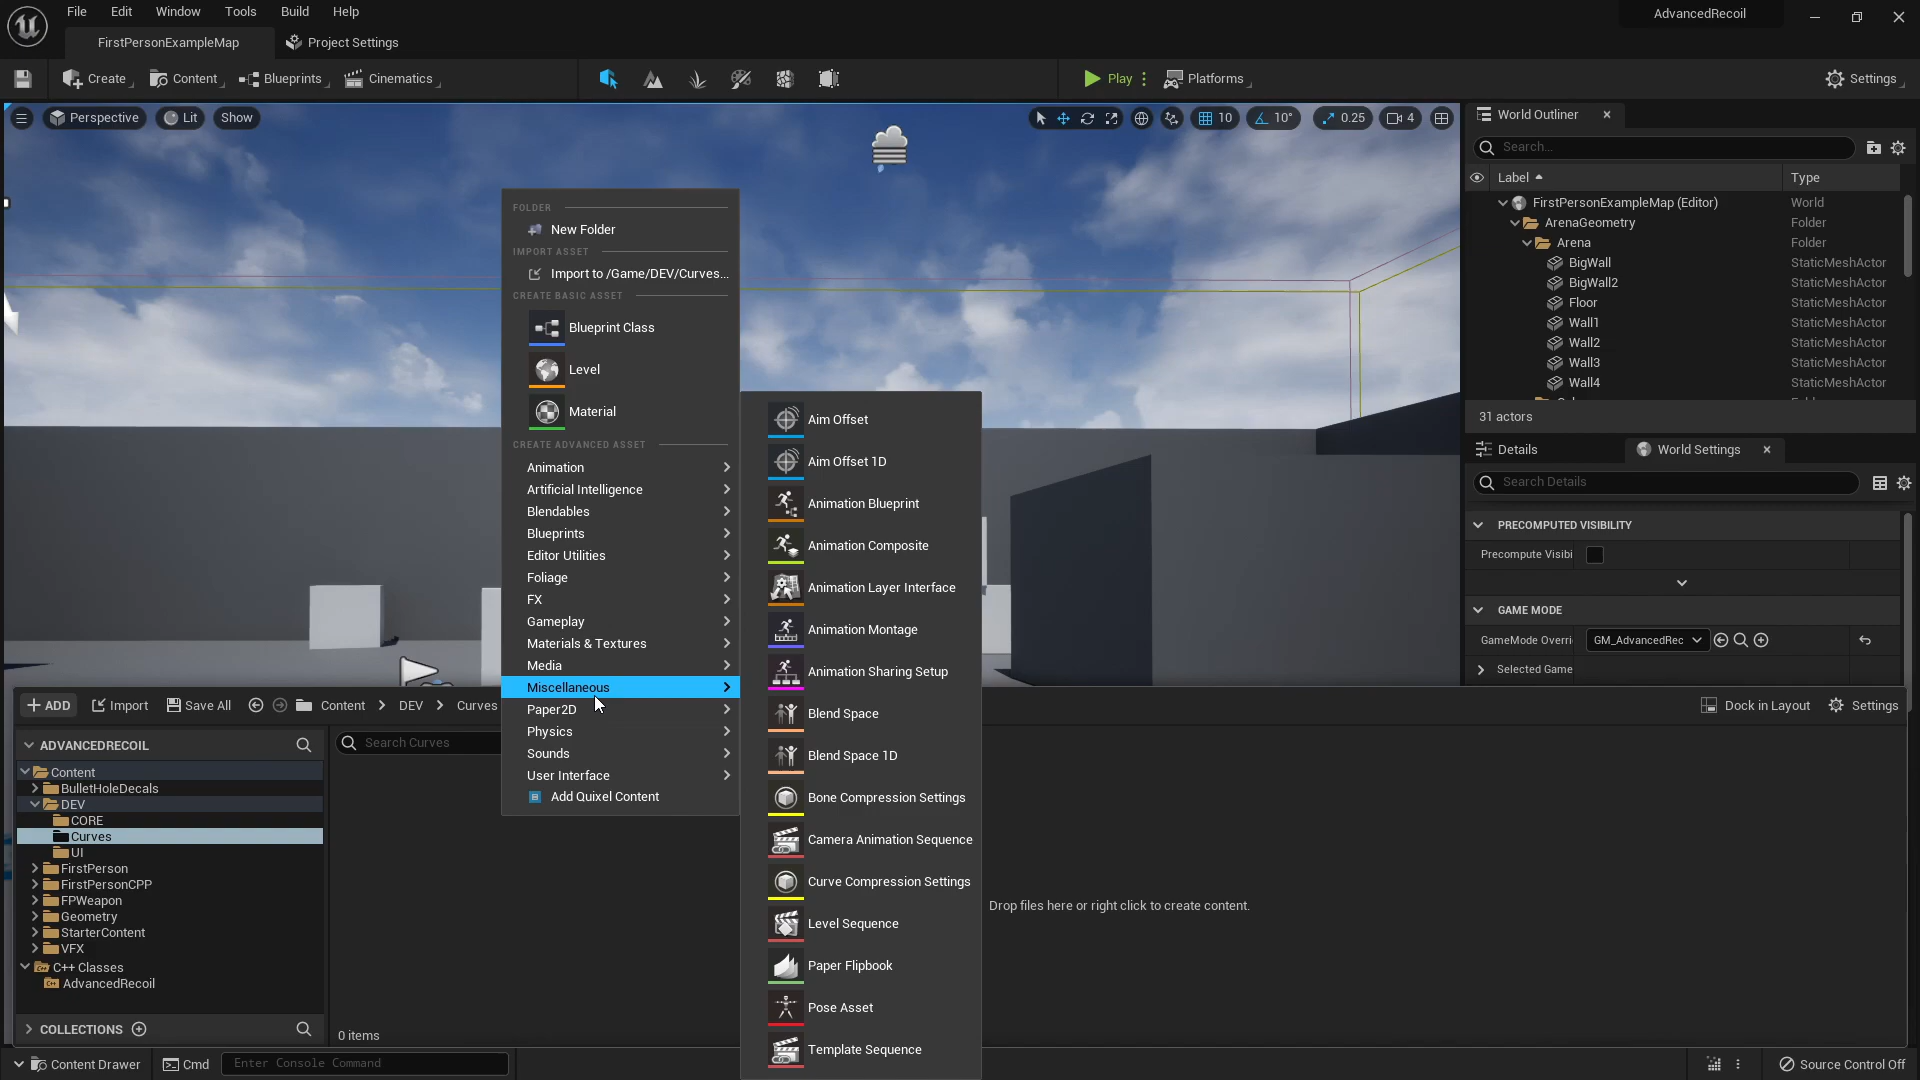 File Edit Window Tools Build Help
AdvancedRecoil
FirstPersonExampleMap
Project Settings
Create
Content
Blueprints
Cinematics
Play
Platforms
Settings
Perspective
Lit
Show
10
10°
0.25
4
World Outliner
Search...
Label
Type
FirstPersonExampleMap (Editor) World
ArenaGeometry Folder
Arena Folder
BigWall StaticMeshActor
BigWall2 StaticMeshActor
Floor StaticMeshActor
Wall1 StaticMeshActor
Wall2 StaticMeshActor
Wall3 StaticMeshActor
Wall4 StaticMeshActor
31 actors
Details
World Settings
Search Details
PRECOMPUTED VISIBILITY
Precompute Visibi
GAME MODE
GameMode Overri
GM_AdvancedRec
Selected Game
FOLDER
New Folder
IMPORT ASSET
Import to /Game/DEV/Curves...
CREATE BASIC ASSET
Blueprint Class
Level
Material
CREATE ADVANCED ASSET
Animation
Artificial Intelligence
Blendables
Blueprints
Editor Utilities
Foliage
FX
Gameplay
Materials & Textures
Media
Miscellaneous
Paper2D
Physics
Sounds
User Interface
Add Quixel Content
Aim Offset
Aim Offset 1D
Animation Blueprint
Animation Composite
Animation Layer Interface
Animation Montage
Animation Sharing Setup
Blend Space
Blend Space 1D
Bone Compression Settings
Camera Animation Sequence
Curve Compression Settings
Level Sequence
Paper Flipbook
Pose Asset
Template Sequence
ADD
Import
Save All
Content
DEV
Curves
Dock in Layout
Settings
ADVANCEDRECOIL
Search Curves
Content
BulletHoleDecals
DEV
CORE
Curves
UI
FirstPerson
FirstPersonCPP
FPWeapon
Geometry
StarterContent
VFX
C++ Classes
AdvancedRecoil
COLLECTIONS
Drop files here or right click to create content.
0 items
Content Drawer
Cmd
Enter Console Command
Source Control Off